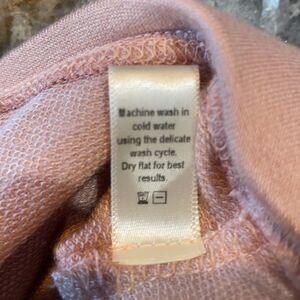 Machine wash in
cold water
using the delicate
wash cycle.
Dry flat for best
results.